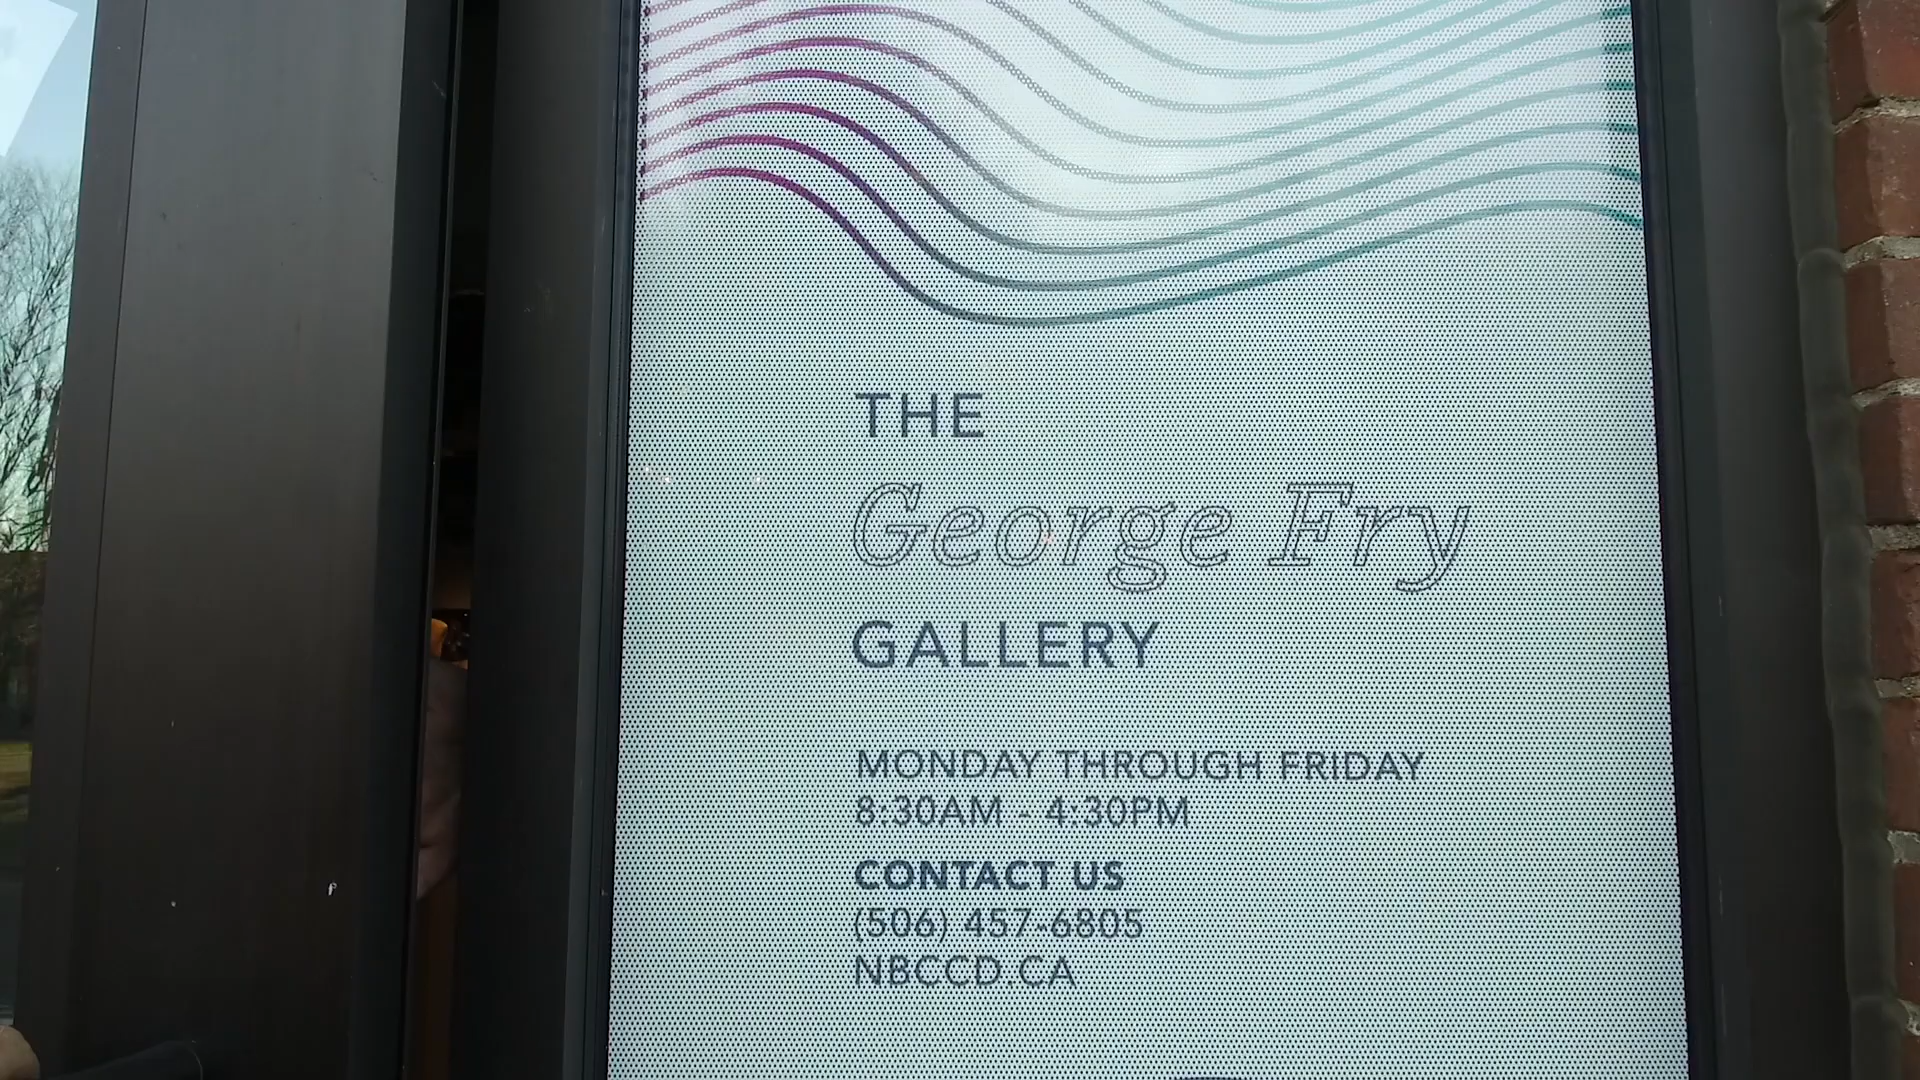 THE
George Fry
GALLERY
MONDAY THROUGH FRIDAY
8:30AM - 4:30PM
CONTACT US
(506) 457-6805
NBCCD.CA